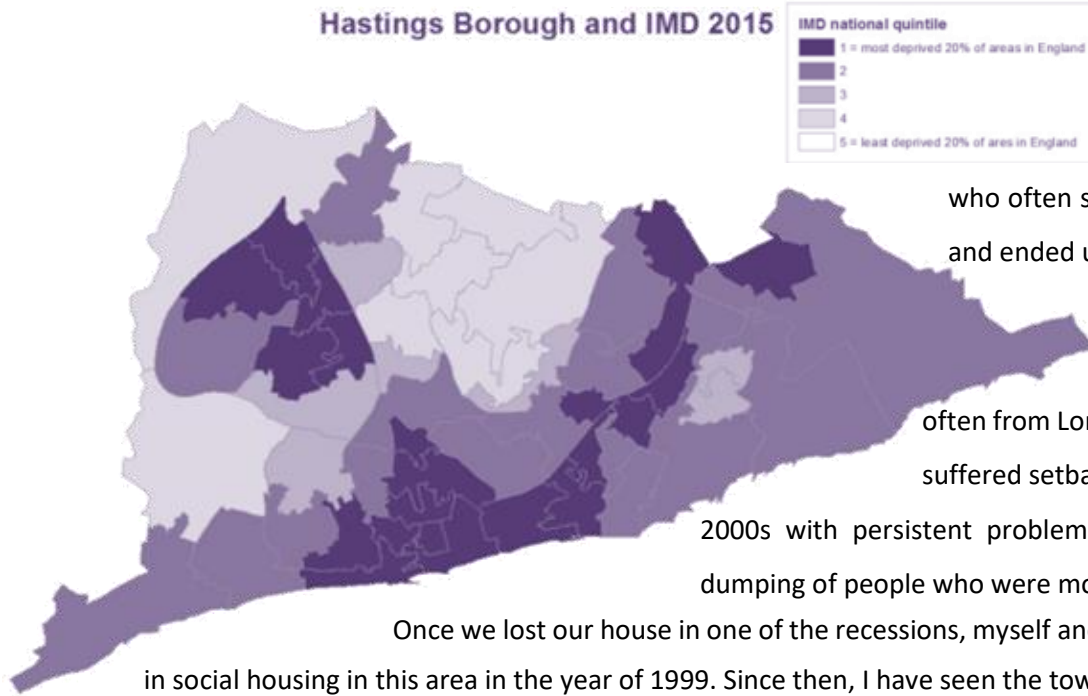 Hastings Borough and IMD 2015
IMD national quintile
1 = most deprived 20% of areas in England
2
3
4
5 = least deprived 20% of ares in England
who often s
and ended u
often from Lor
suffered setba
2000s with persistent problem
dumping of people who were mo
Once we lost our house in one of the recessions, myself an
in social housing in this area in the year of 1999. Since then, I have seen the tow